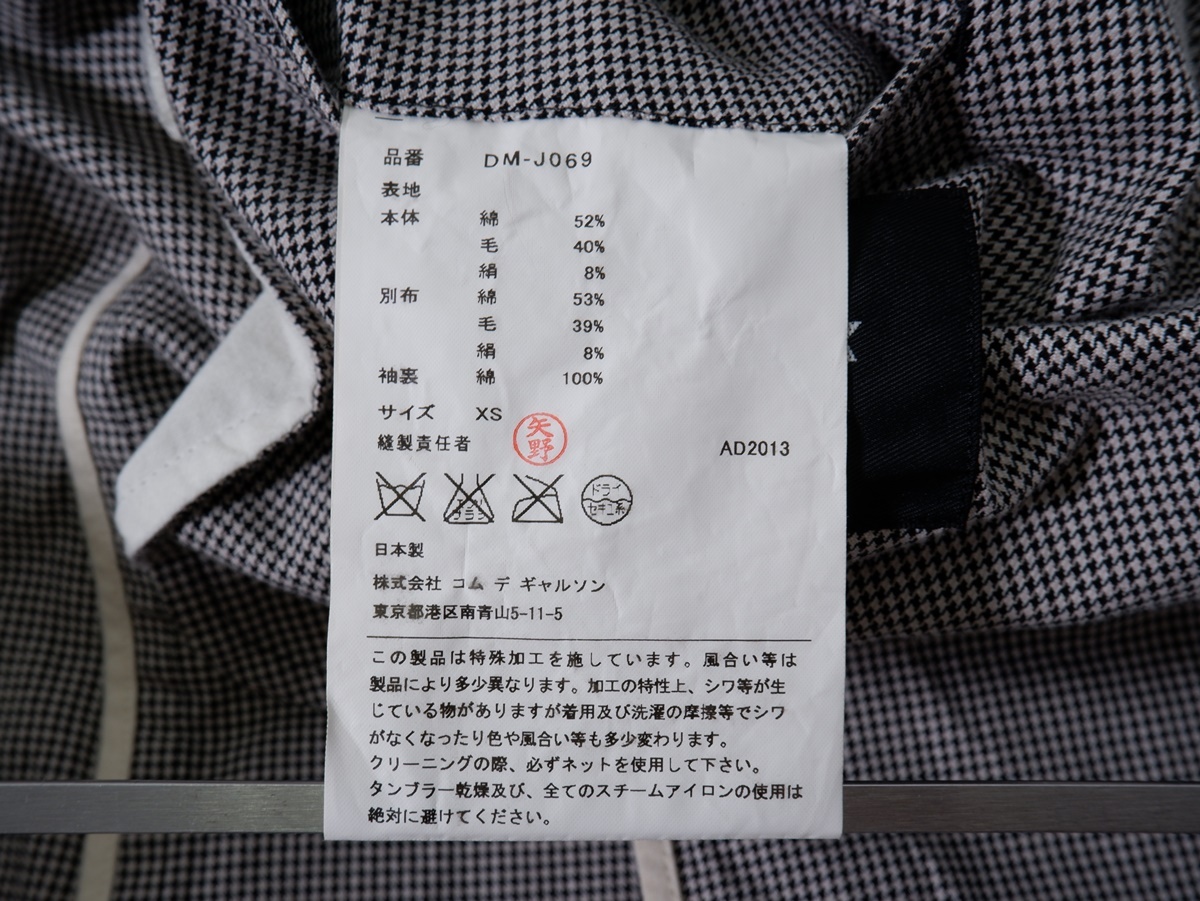 品番 DM-J069
表地
本体 綿 52%
毛 40%
絹 8%
別布 綿 53%
毛 39%
絹 8%
袖裏 綿 100%
サイズ XS
縫製責任者 矢野 AD2013
ドライ セキユ系
日本製
株式会社 コム デ ギャルソン
東京都港区南青山5-11-5
この製品は特殊加工を施しています。風合い等は
製品により多少異なります。加工の特性上、シワ等が生
じている物がありますが着用及び洗濯の摩擦等でシワ
がなくなったり色や風合い等も多少変わります。
クリーニングの際、必ずネットを使用して下さい。
タンブラー乾燥及び、全てのスチームアイロンの使用は
絶対に避けてください。